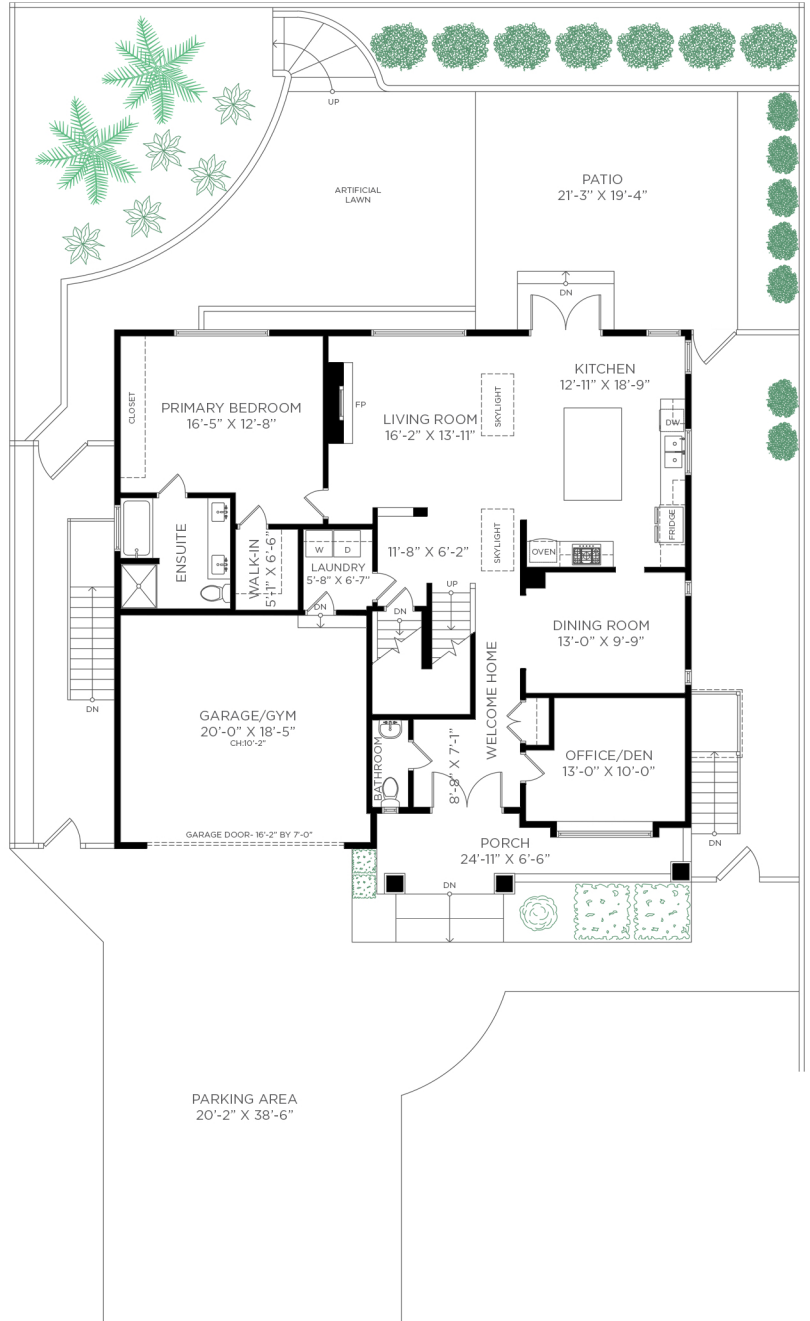 UP
ARTIFICIAL
LAWN
PATIO
21'-3" X 19'-4"
DN
KITCHEN
12'-11" X 18'-9"
CLOSET
PRIMARY BEDROOM
16'-5" X 12'-8"
FP
LIVING ROOM
16'-2" X 13'-11"
SKYLIGHT
DW
FRIDGE
OVEN
SKYLIGHT
11'-8" X 6'-2"
ENSUITE
WALK-IN
5'-1" X 6'-6"
W
D
LAUNDRY
5'-8" X 6'-7"
DN
DN
UP
DINING ROOM
13'-0" X 9'-9"
WELCOME HOME
8'-8" X 7'-1"
DN
GARAGE/GYM
20'-0" X 18'-5"
CH:10'-2"
BATHROOM
OFFICE/DEN
13'-0" X 10'-0"
GARAGE DOOR- 16'-2" BY 7'-0"
PORCH
24'-11" X 6'-6"
DN
DN
PARKING AREA
20'-2" X 38'-6"